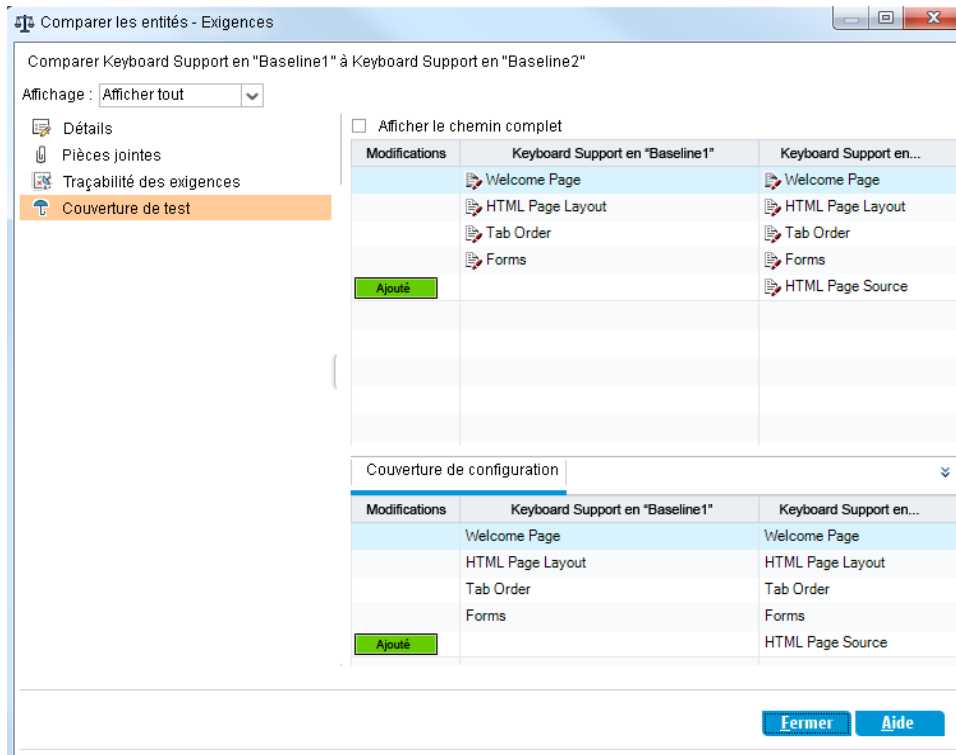 Comparer les entités - Exigences
Comparer Keyboard Support en "Baseline1" à Keyboard Support en "Baseline2"
Affichage : Afficher tout
Détails
Pièces jointes
Traçabilité des exigences
Couverture de test
Afficher le chemin complet
Modifications Keyboard Support en "Baseline1" Keyboard Support en...
Welcome Page Welcome Page
HTML Page Layout HTML Page Layout
Tab Order Tab Order
Forms Forms
Ajouté HTML Page Source
Couverture de configuration
Modifications Keyboard Support en "Baseline1" Keyboard Support en...
Welcome Page Welcome Page
HTML Page Layout HTML Page Layout
Tab Order Tab Order
Forms Forms
Ajouté HTML Page Source
Fermer Aide